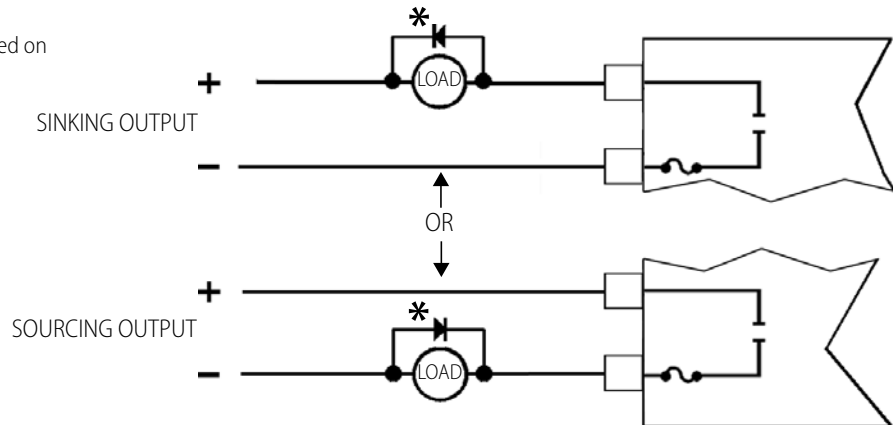 ed on
*
LOAD
+
SINKING OUTPUT
−
OR
+
*
SOURCING OUTPUT
−
LOAD